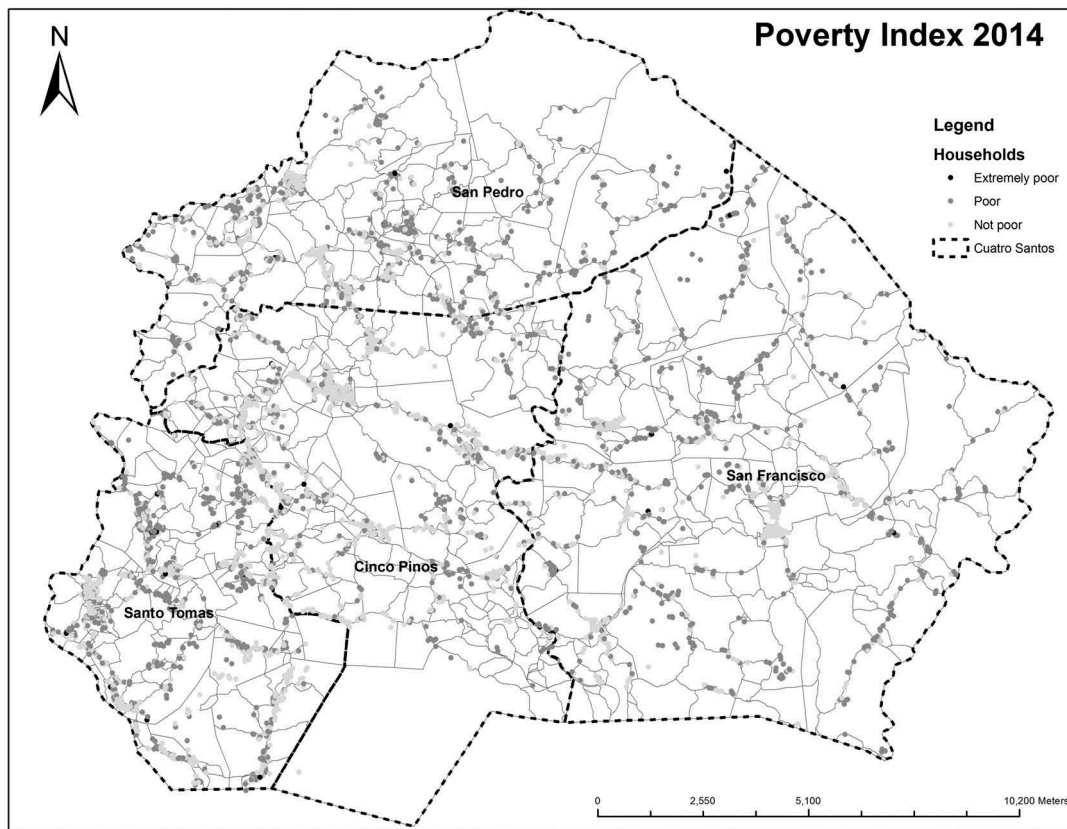 Poverty Index 2014
N
Legend
Households
Extremely poor
Poor
Not poor
Cuatro Santos
San Pedro
San Francisco
Cinco Pinos
Santo Tomas
0 2,550 5,100 10,200 Meters